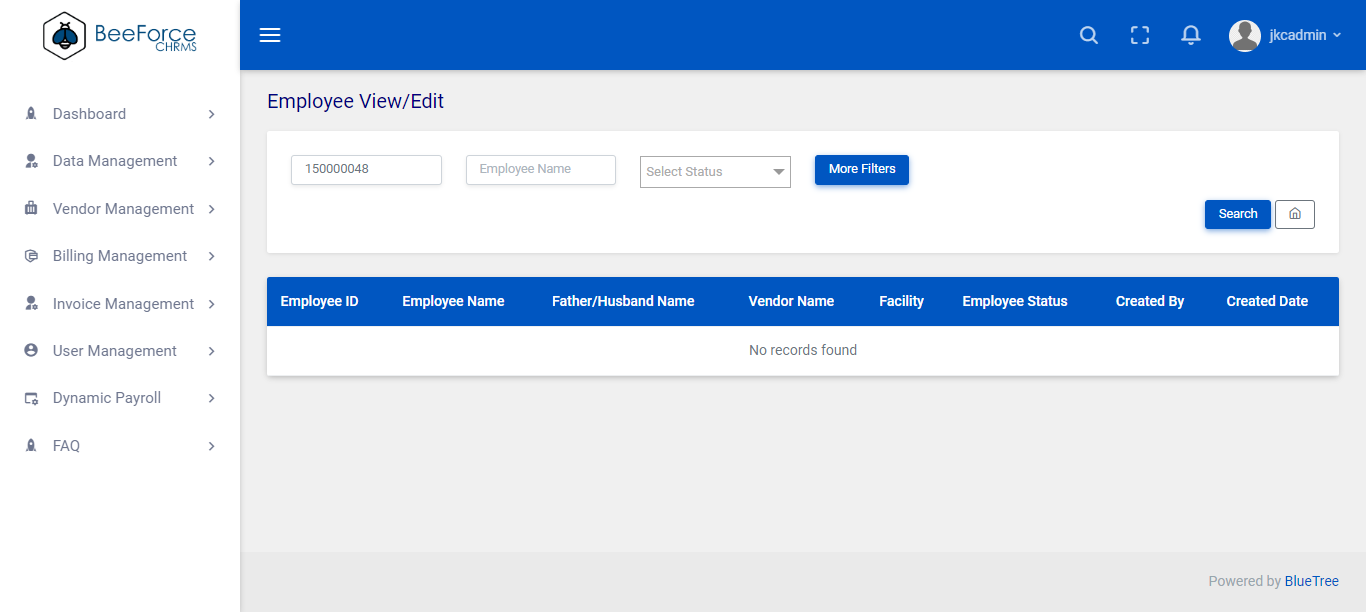 BeeForce
CHRMS
jkcadmin
Dashboard
Data Management
Vendor Management
Billing Management
Invoice Management
User Management
Dynamic Payroll
FAQ
Employee View/Edit
150000048 Employee Name Select Status More Filters
Search
Employee ID Employee Name Father/Husband Name Vendor Name Facility Employee Status Created By Created Date
No records found
Powered by BlueTree